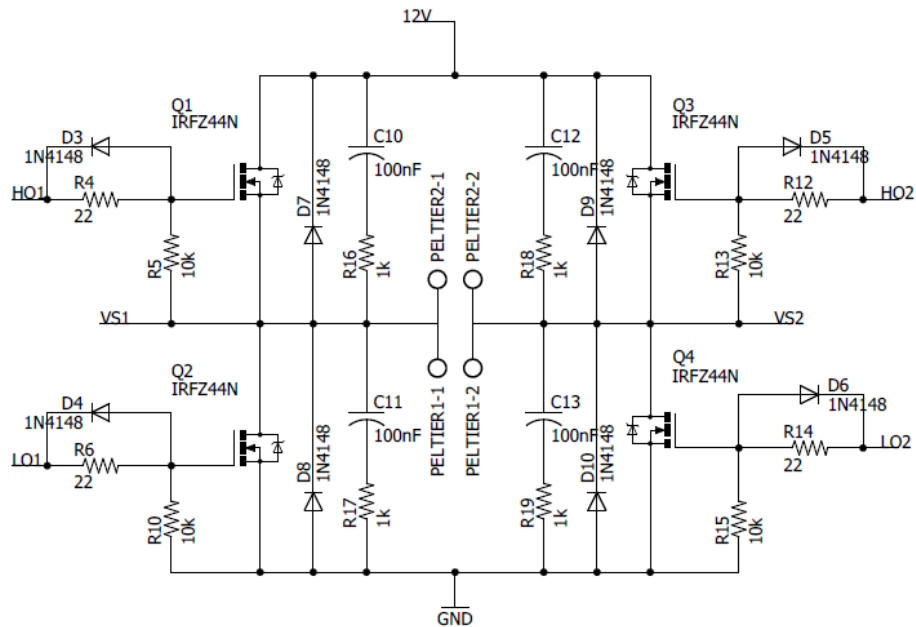 12V
Q1
IRFZ44N
Q3
IRFZ44N
D3
1N4148
D5
1N4148
C10
100nF
C12
100nF
R4
22
R12
22
HO1
HO2
D7
1N4148
D9
1N4148
PELTIER2-1
PELTIER2-2
R5
10k
R16
1k
R18
1k
R13
10k
VS1
VS2
Q2
IRFZ44N
Q4
IRFZ44N
D4
1N4148
D6
1N4148
C11
100nF
C13
100nF
PELTIER1-1
PELTIER1-2
R6
22
R14
22
LO1
LO2
D8
1N4148
D10
1N4148
R10
10k
R17
1k
R19
1k
R15
10k
GND